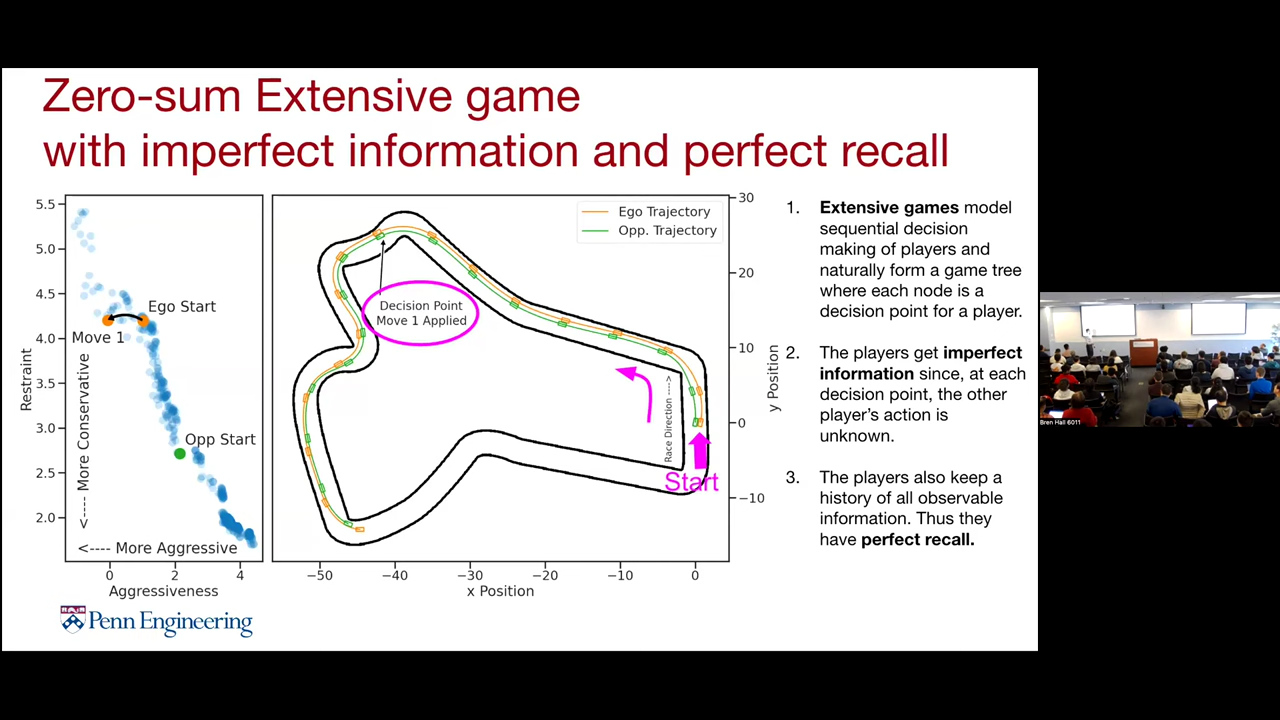 Zero-sum Extensive game
with imperfect information and perfect recall
5.5
5.0
4.5
4.0
3.5
3.0
2.5
2.0
Restraint
<---- More Conservative
Ego Start
Move 1
Opp Start
<---- More Aggressive
0
2
4
Aggressiveness
Ego Trajectory
Opp. Trajectory
Decision Point
Move 1 Applied
Race Direction ---->
Start
30
20
10
0
−10
y Position
−50
−40
−30
−20
−10
0
x Position
1. Extensive games model
sequential decision
making of players and
naturally form a game tree
where each node is a
decision point for a player.
2. The players get imperfect
information since, at each
decision point, the other
player's action is
unknown.
3. The players also keep a
history of all observable
information. Thus they
have perfect recall.
Penn Engineering
Bren Hall 6011